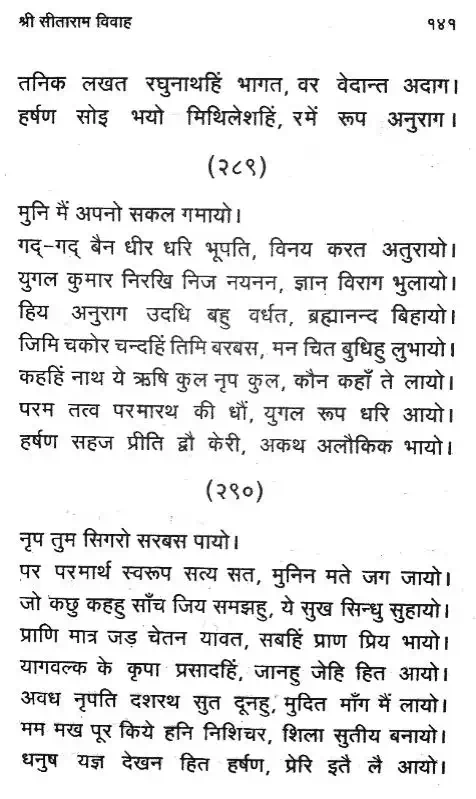 श्री सीताराम विवाह १४१
तनिक लखत रघुनाथहिं भागत, वर वेदान्त अदाग।
हर्षण सोइ भयो मिथिलेशहिं, रमें रूप अनुराग।
(२८९)
मुनि मैं अपनो सकल गमायो।
गद्-गद् बैन धीर धरि भूपति, विनय करत अतुरायो।
युगल कुमार निरखि निज नयनन, ज्ञान विराग भुलायो।
हिय अनुराग उदधि बहु वर्धत, ब्रह्मानन्द बिहायो।
जिमि चकोर चन्दहिं तिमि बरबस, मन चित बुधिहु लुभायो।
कहहिं नाथ ये ऋषि कुल नृप कुल, कौन कहाँ ते लायो।
परम तत्व परमारथ की धौं, युगल रूप धरि आयो।
हर्षण सहज प्रीति द्वौ केरी, अकथ अलौकिक भायो।
(२९०)
नृप तुम सिगरो सरबस पायो।
पर परमार्थ स्वरूप सत्य सत, मुनिन मते जग जायो।
जो कछु कहहु साँच जिय समझहु, ये सुख सिन्धु सुहायो।
प्राणि मात्र जड़ चेतन यावत, सबहिं प्राण प्रिय भायो।
यागवल्क के कृपा प्रसादहिं, जानहु जेहि हित आयो।
अवध नृपति दशरथ सुत दूनहु, मुदित माँग मैं लायो।
मम मख पूर किये हनि निशिचर, शिला सुतीय बनायो।
धनुष यज्ञ देखन हित हर्षण, प्रेरि इतै लै आयो।